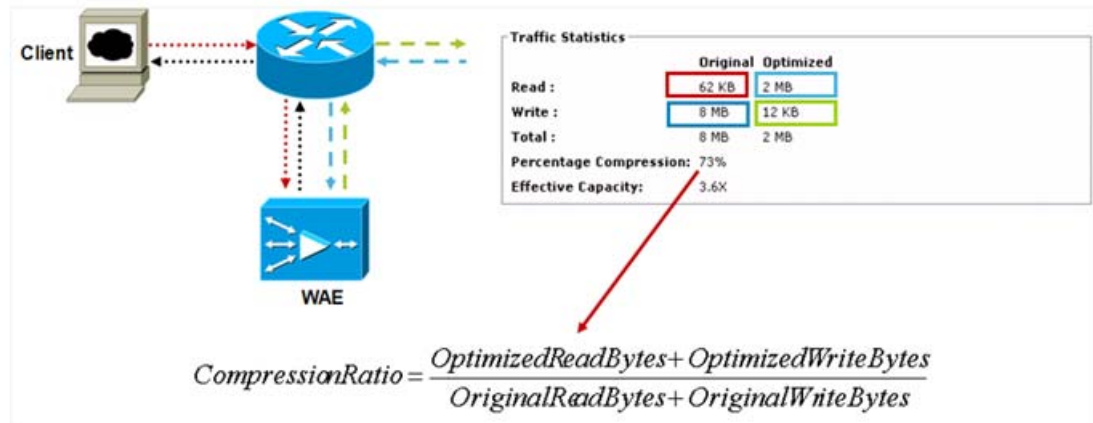 Client
WAE
Traffic Statistics
Original Optimized
Read : 62 KB 2 MB
Write : 8 MB 12 KB
Total : 8 MB 2 MB
Percentage Compression: 73%
Effective Capacity: 3.6X
CompressionRatio = OptimizedReadBytes + OptimizedWriteBytes
OriginalReadBytes + OriginalWriteBytes